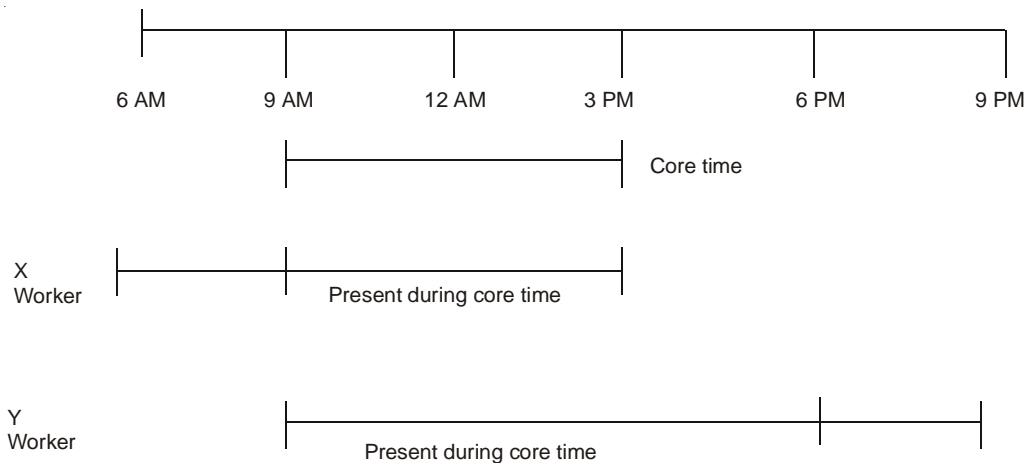 6 AM 9 AM 12 AM 3 PM 6 PM 9 PM
Core time
X
Worker
Present during core time
Y
Worker
Present during core time